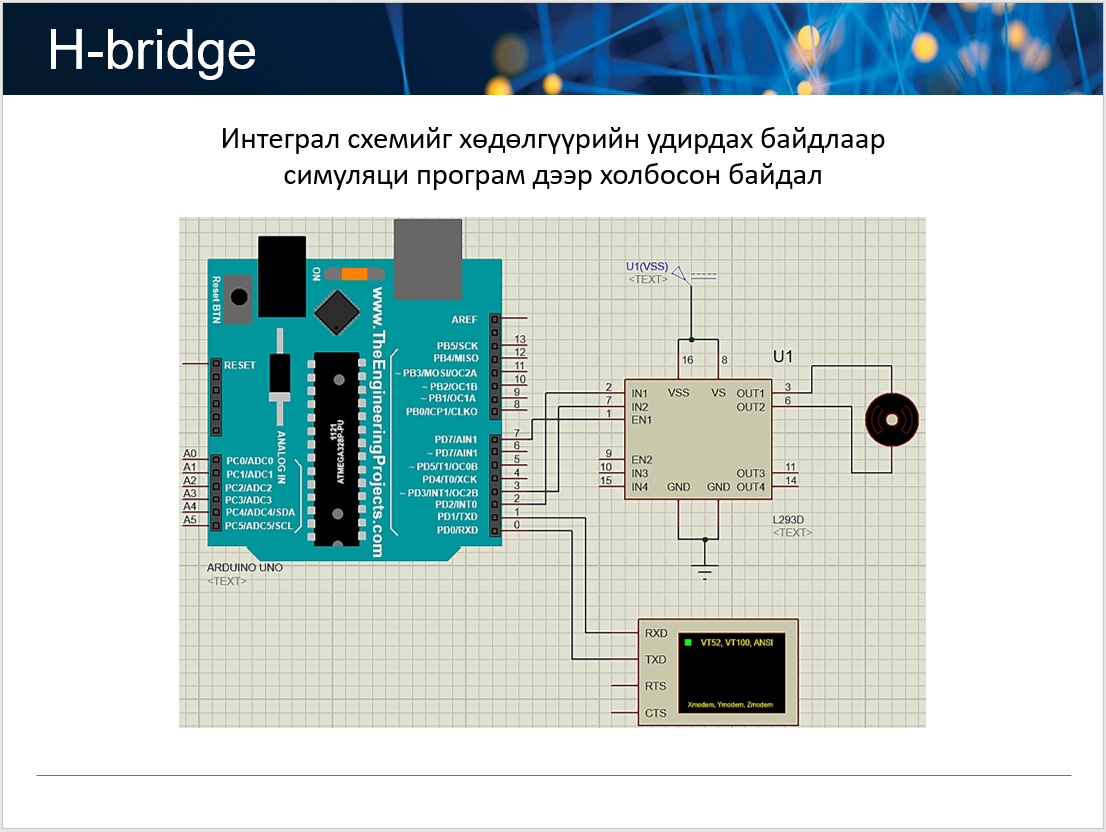 H-bridge
Интеграл схемийг хөдөлгүүрийн удирдах байдлаар
симуляци програм дээр холбосон байдал
Reset BTN
ON
www.TheEngineeringProjects.com
RESET
ANALOG IN
1121
ATMEGA328P-PU
AREF
PB5/SCK 13
PB4/MISO 12
~ PB3/MOSI/OC2A 11
~ PB2/OC1B 10
~ PB1/OC1A 9
PB0/ICP1/CLKO 8
PD7/AIN1 7
~ PD7/AIN1 6
~ PD5/T1/OC0B 5
PD4/T0/XCK 4
~ PD3/INT1/OC2B 3
PD2/INT0 2
PD1/TXD 1
PD0/RXD 0
A0 PC0/ADC0
A1 PC1/ADC1
A2 PC2/ADC2
A3 PC3/ADC3
A4 PC4/ADC4/SDA
A5 PC5/ADC5/SCL
ARDUINO UNO
<TEXT>
U1(VSS)
<TEXT>
16 8
U1
2 IN1 VSS VS OUT1 3
7 IN2 OUT2 6
1 EN1
9 EN2
10 IN3 OUT3 11
15 IN4 GND GND OUT4 14
L293D
<TEXT>
RXD
TXD
RTS
CTS
VT52, VT100, ANSI
Xmodem, Ymodem, Zmodem